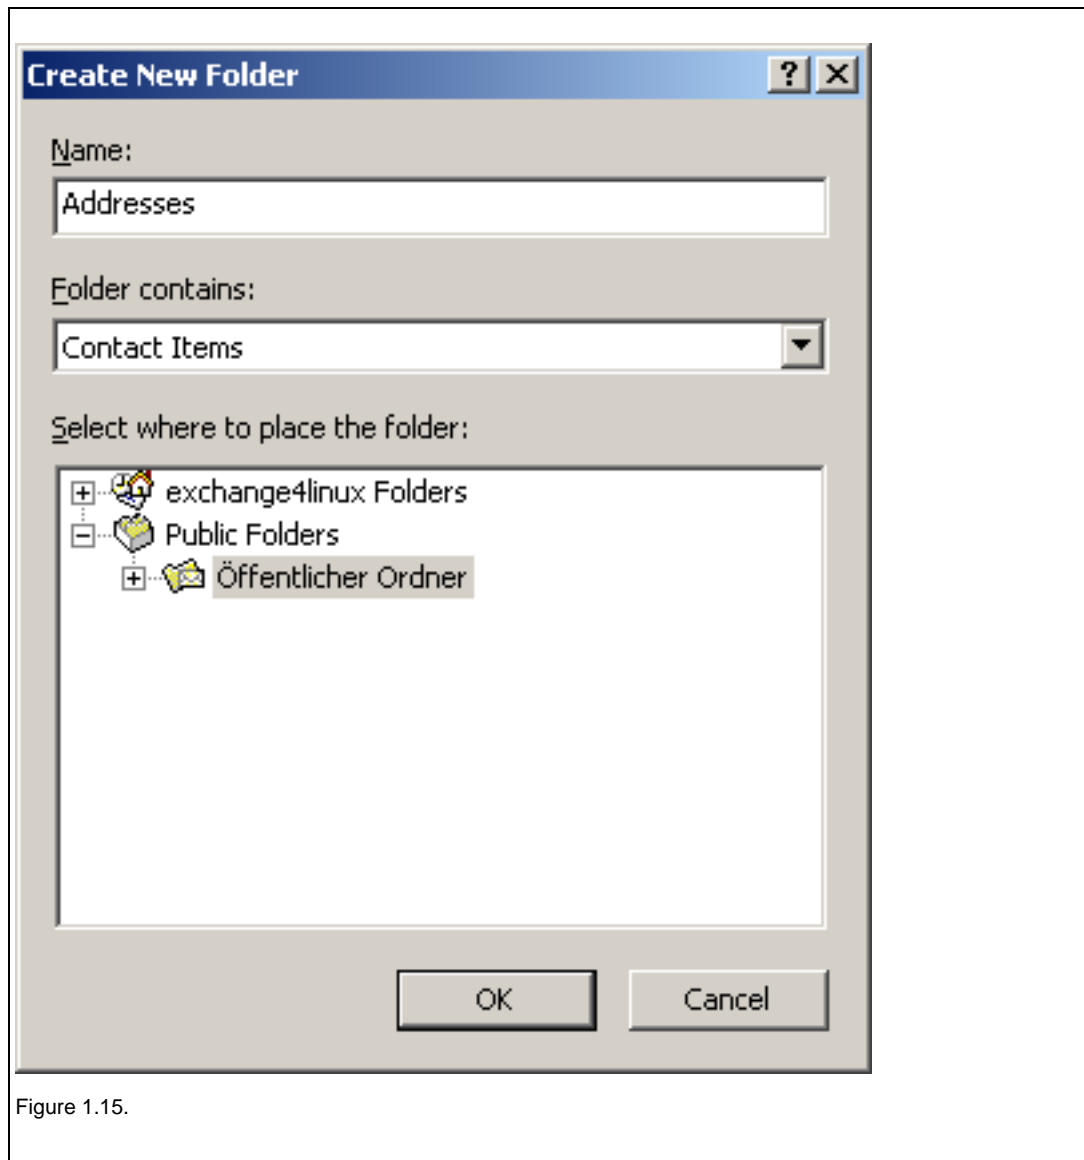 Create New Folder
Name:
Addresses
Folder contains:
Contact Items
Select where to place the folder:
exchange4linux Folders
Public Folders
Öffentlicher Ordner
OK Cancel
Figure 1.15.